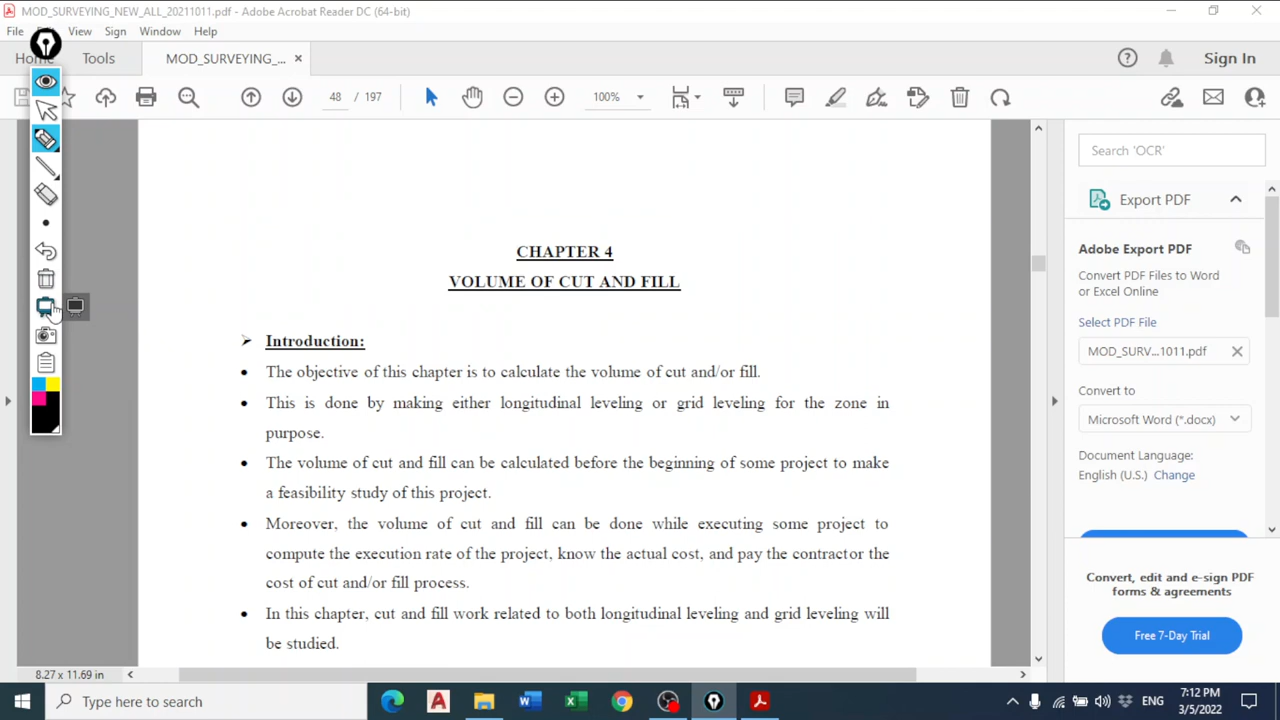 MOD_SURVEYING_NEW_ALL_20211011.pdf - Adobe Acrobat Reader DC (64-bit)
File
View
Sign
Window
Help
Tools
MOD_SURVEYING_...
Sign In
48 / 197
100%
CHAPTER 4
VOLUME OF CUT AND FILL
Introduction:
• The objective of this chapter is to calculate the volume of cut and/or fill.
• This is done by making either longitudinal leveling or grid leveling for the zone in
purpose.
• The volume of cut and fill can be calculated before the beginning of some project to make
a feasibility study of this project.
• Moreover, the volume of cut and fill can be done while executing some project to
compute the execution rate of the project, know the actual cost, and pay the contractor the
cost of cut and/or fill process.
• In this chapter, cut and fill work related to both longitudinal leveling and grid leveling will
be studied.
8.27 x 11.69 in
Search 'OCR'
Export PDF
Adobe Export PDF
Convert PDF Files to Word
or Excel Online
Select PDF File
MOD_SURV...1011.pdf
Convert to
Microsoft Word (*.docx)
Document Language:
English (U.S.) Change
Convert, edit and e-sign PDF
forms & agreements
Free 7-Day Trial
Type here to search
ENG
7:12 PM
3/5/2022